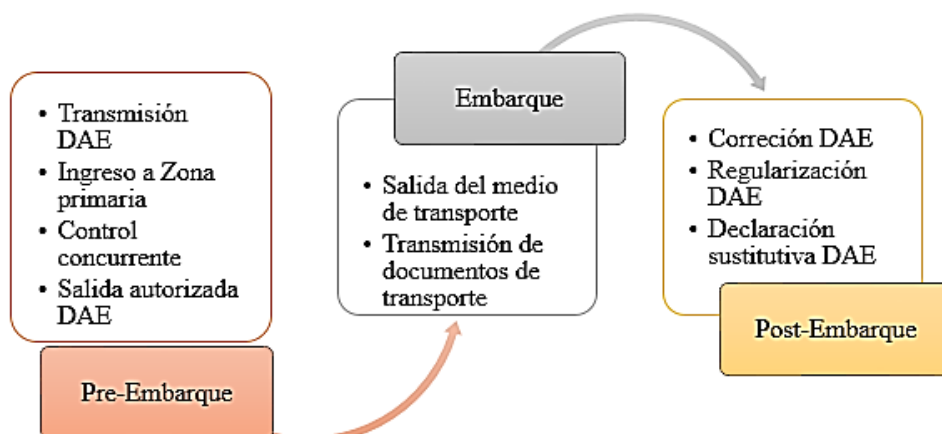 • Transmisión
DAE
• Ingreso a Zona
primaria
• Control
concurrente
• Salida autorizada
DAE
Pre-Embarque
Embarque
• Salida del medio
de transporte
• Transmisión de
documentos de
transporte
• Correción DAE
• Regularización
DAE
• Declaración
sustitutiva DAE
Post-Embarque